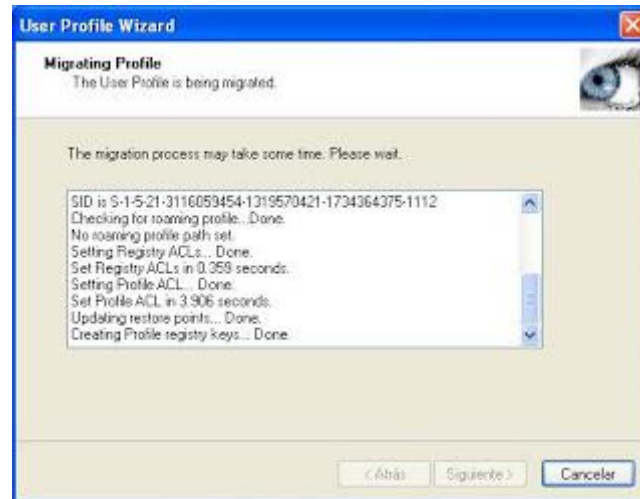 User Profile Wizard
Migrating Profile
The User Profile is being migrated.
The migration process may take some time. Please wait.
SID is S-1-5-21-3116059454-1319570421-1734364375-1112
Checking for roaming profile...Done.
No roaming profile path set.
Setting Registry ACLs... Done.
Set Registry ACLs in 0.359 seconds.
Setting Profile ACL... Done.
Set Profile ACL in 3.906 seconds.
Updating restore points... Done.
Creating Profile registry keys... Done.
< Atrás
Siguiente >
Cancelar